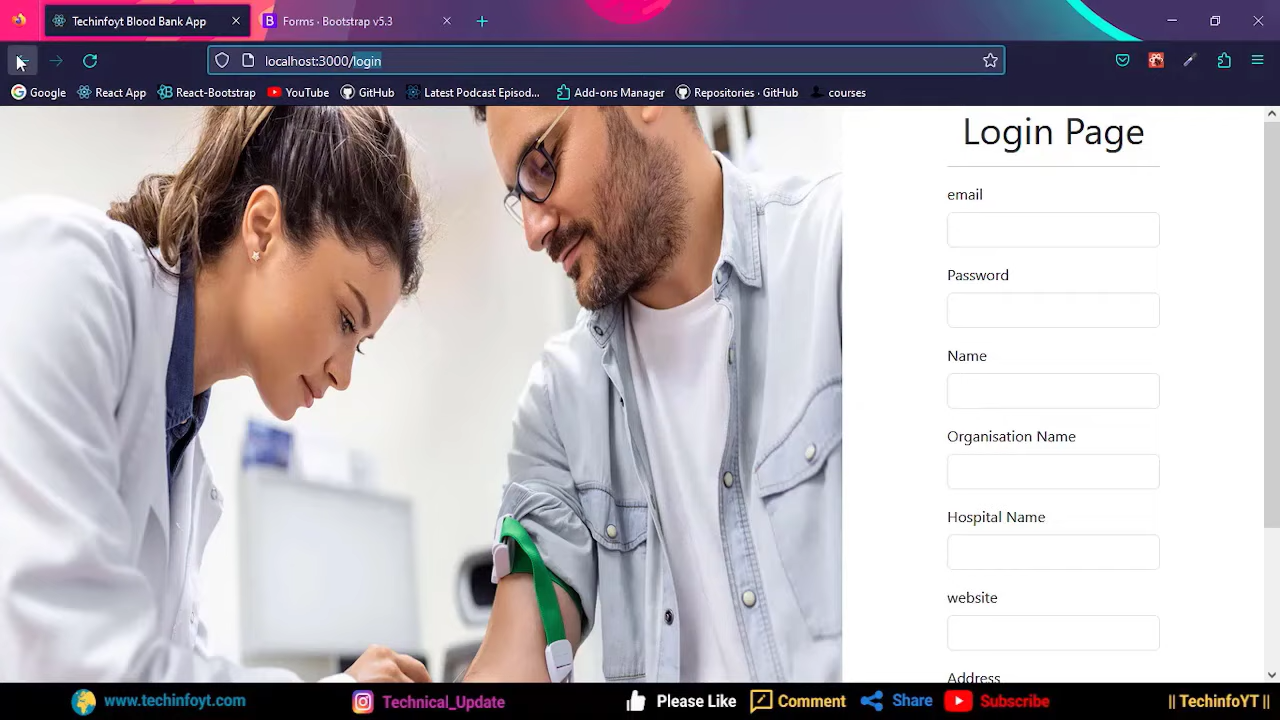 Techinfoyt Blood Bank App
Forms · Bootstrap v5.3
localhost:3000/login
Google
React App
React-Bootstrap
YouTube
GitHub
Latest Podcast Episod...
Add-ons Manager
Repositories · GitHub
courses
Login Page
email
Password
Name
Organisation Name
Hospital Name
website
Address
www.techinfoyt.com
Technical_Update
Please Like
Comment
Share
Subscribe
|| TechinfoYT ||